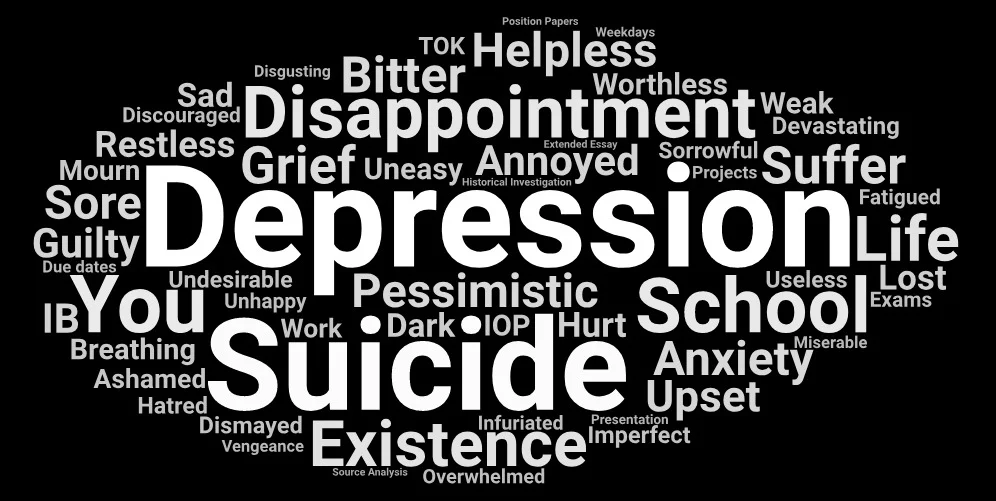 Position Papers
Weekdays
TOK
Helpless
Disgusting
Bitter
Worthless
Sad
Disappointment
Weak
Discouraged
Devastating
Restless
Extended Essay
Grief
Uneasy
Annoyed
Sorrowful
Suffer
Mourn
Projects
Historical Investigation
Sore
Depression
Fatigued
Guilty
Life
Due dates
Undesirable
Useless
Lost
You
Unhappy
Pessimistic
School
Exams
IB
Work
Dark
IOP
Hurt
Miserable
Breathing
Suicide
Anxiety
Ashamed
Upset
Hatred
Dismayed
Infuriated
Presentation
Vengeance
Existence
Imperfect
Source Analysis
Overwhelmed